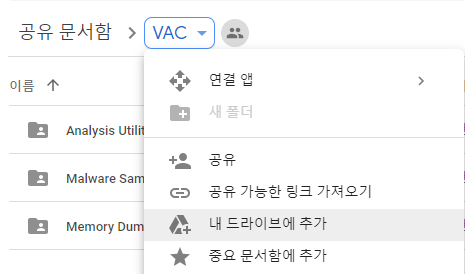 공유 문서함 > VAC
이름
연결 앱
새 폴더
Analysis Utilit
공유
Malware Sam
공유 가능한 링크 가져오기
내 드라이브에 추가
Memory Dum
중요 문서함에 추가